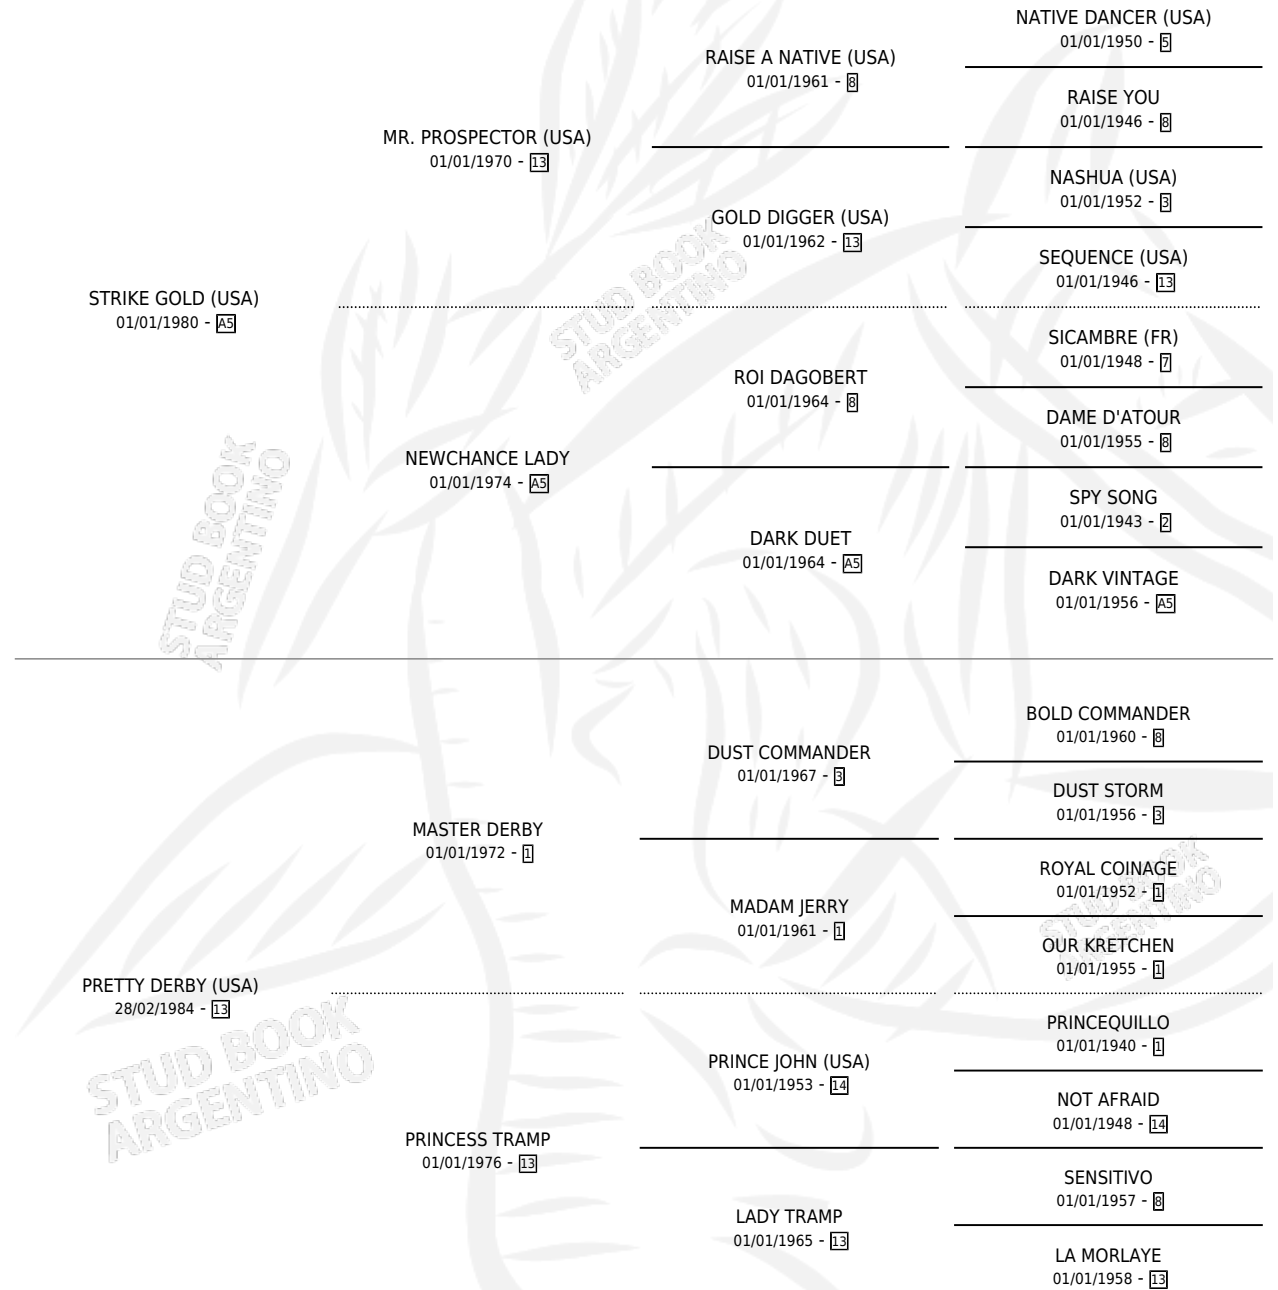 NATIVE DANCER (USA)
01/01/1950 - 5
RAISE A NATIVE (USA)
01/01/1961 - 8
RAISE YOU
01/01/1946 - 8
MR. PROSPECTOR (USA)
01/01/1970 - 13
NASHUA (USA)
01/01/1952 - 3
GOLD DIGGER (USA)
01/01/1962 - 13
SEQUENCE (USA)
01/01/1946 - 13
STRIKE GOLD (USA)
01/01/1980 - A5
STUD BOOK
ARGENTINO
SICAMBRE (FR)
01/01/1948 - 7
ROI DAGOBERT
01/01/1964 - 8
DAME D'ATOUR
01/01/1955 - 8
NEWCHANCE LADY
01/01/1974 - A5
SPY SONG
01/01/1943 - 2
DARK DUET
01/01/1964 - A5
DARK VINTAGE
01/01/1956 - A5
STUD BOOK
ARGENTINO
BOLD COMMANDER
01/01/1960 - 8
DUST COMMANDER
01/01/1967 - 3
DUST STORM
01/01/1956 - 3
MASTER DERBY
01/01/1972 - 1
ROYAL COINAGE
01/01/1952 - 1
MADAM JERRY
01/01/1961 - 1
STUD BOOK
ARGENTINO
OUR KRETCHEN
01/01/1955 - 1
PRETTY DERBY (USA)
28/02/1984 - 13
STUD BOOK
ARGENTINO
PRINCEQUILLO
01/01/1940 - 1
PRINCE JOHN (USA)
01/01/1953 - 14
NOT AFRAID
01/01/1948 - 14
PRINCESS TRAMP
01/01/1976 - 13
SENSITIVO
01/01/1957 - 8
LADY TRAMP
01/01/1965 - 13
LA MORLAYE
01/01/1958 - 13